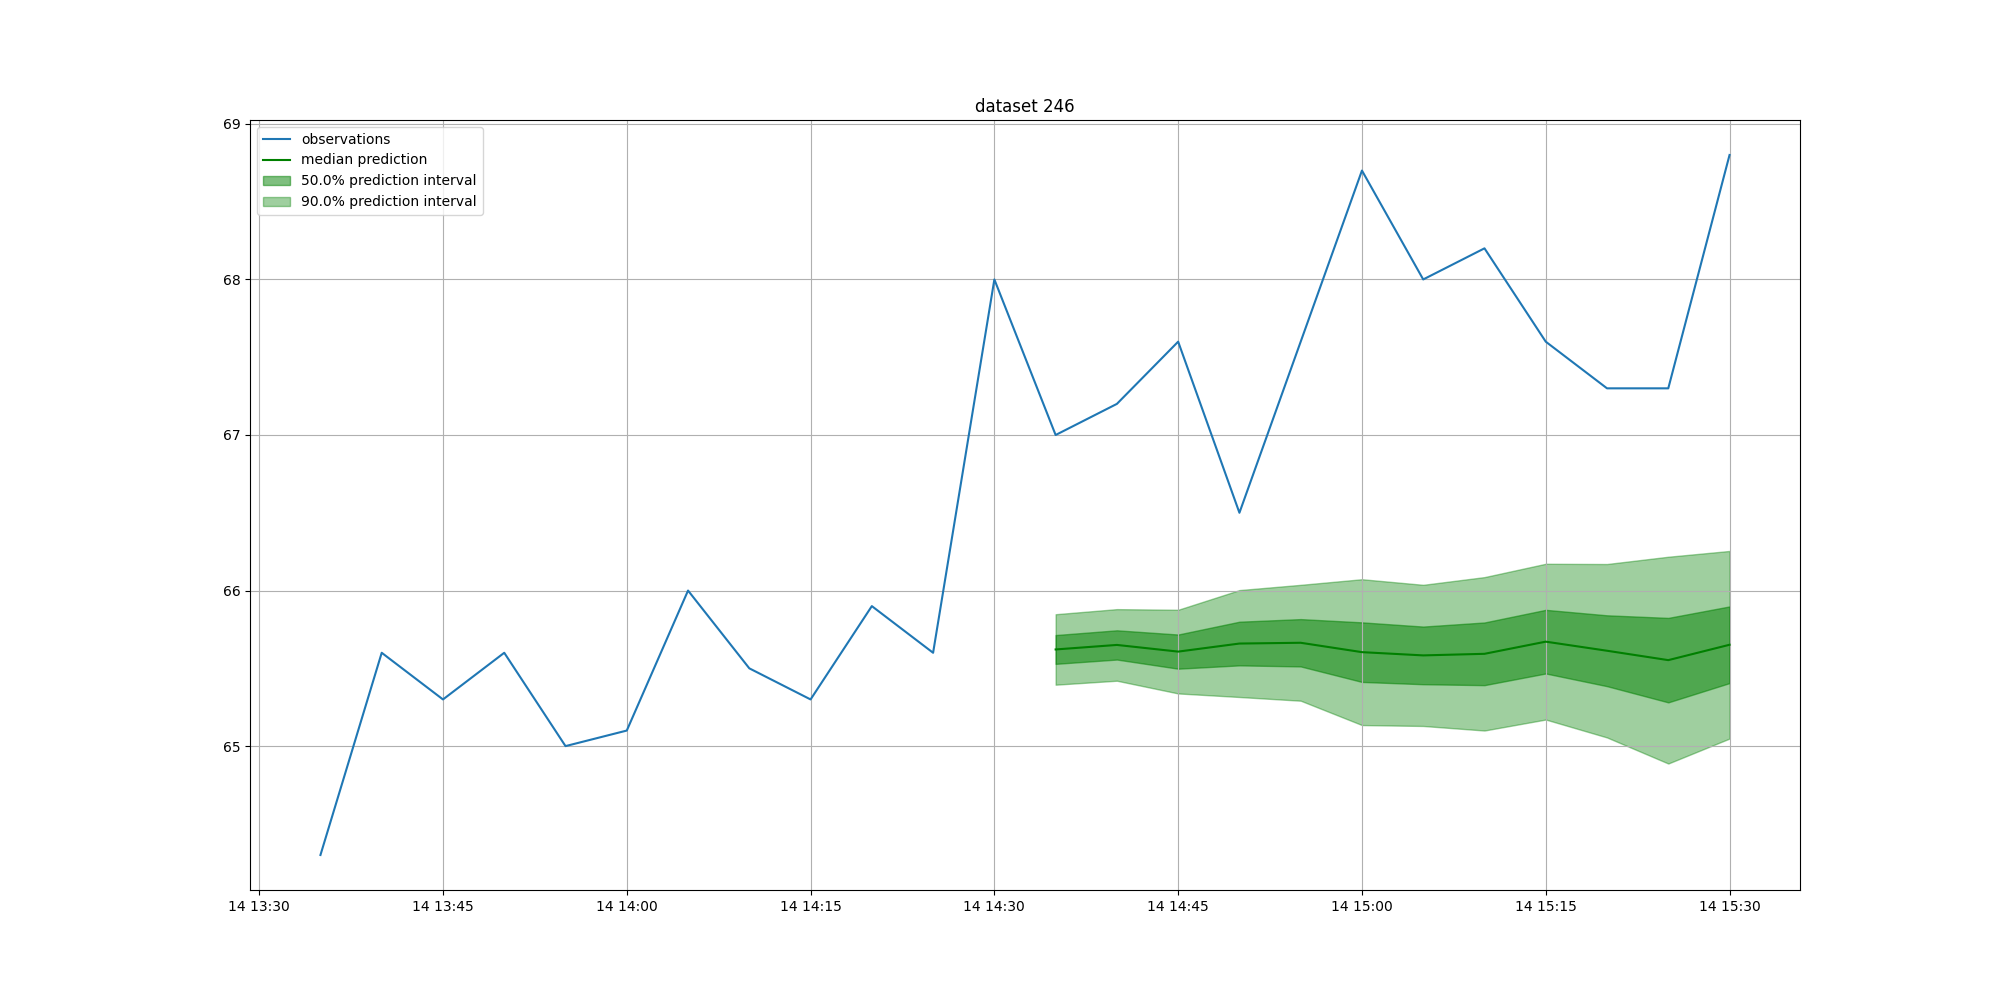 dataset 246
69
68
67
66
65
observations
median prediction
50.0% prediction interval
90.0% prediction interval
14 13:30
14 13:45
14 14:00
14 14:15
14 14:30
14 14:45
14 15:00
14 15:15
14 15:30